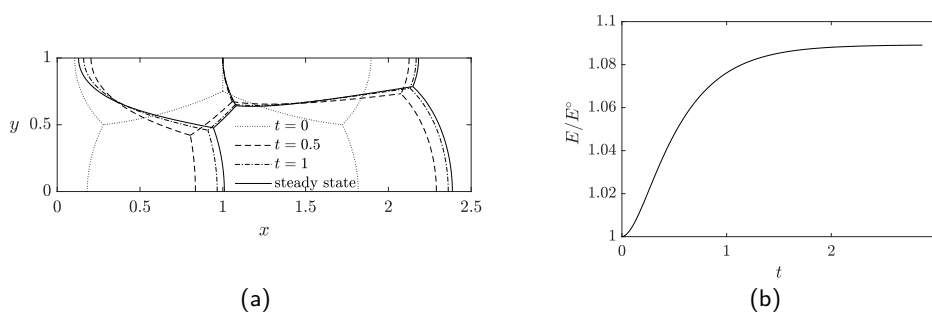 1
y 0.5
0
t = 0
t = 0.5
t = 1
steady state
0 0.5 1 1.5 2 2.5
x
(a)
1.1
1.08
1.06
1.04
1.02
1
E/E°
0 1 2
t
(b)